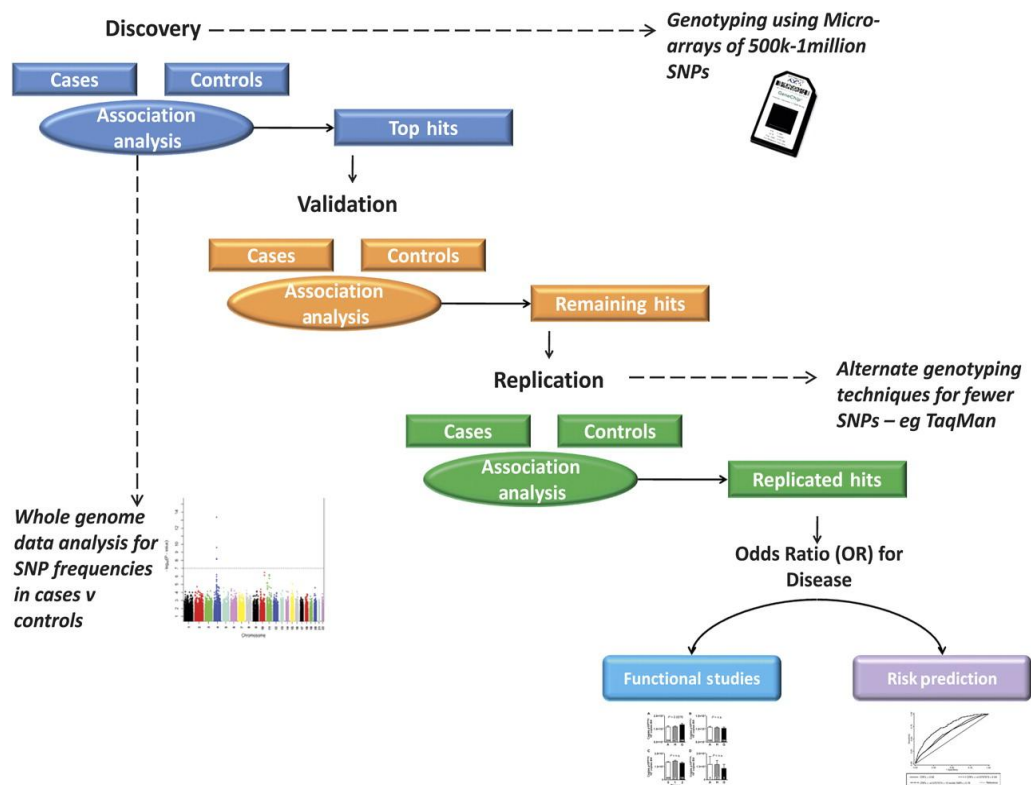 Discovery
Genotyping using Micro-
arrays of 500k-1million
SNPs
Cases
Controls
Association
analysis
Top hits
Validation
Cases
Controls
Association
analysis
Remaining hits
Replication
Alternate genotyping
techniques for fewer
SNPs – eg TaqMan
Cases
Controls
Association
analysis
Replicated hits
Whole genome
data analysis for
SNP frequencies
in cases v
controls
Chromosome
Odds Ratio (OR) for
Disease
Functional studies
Risk prediction